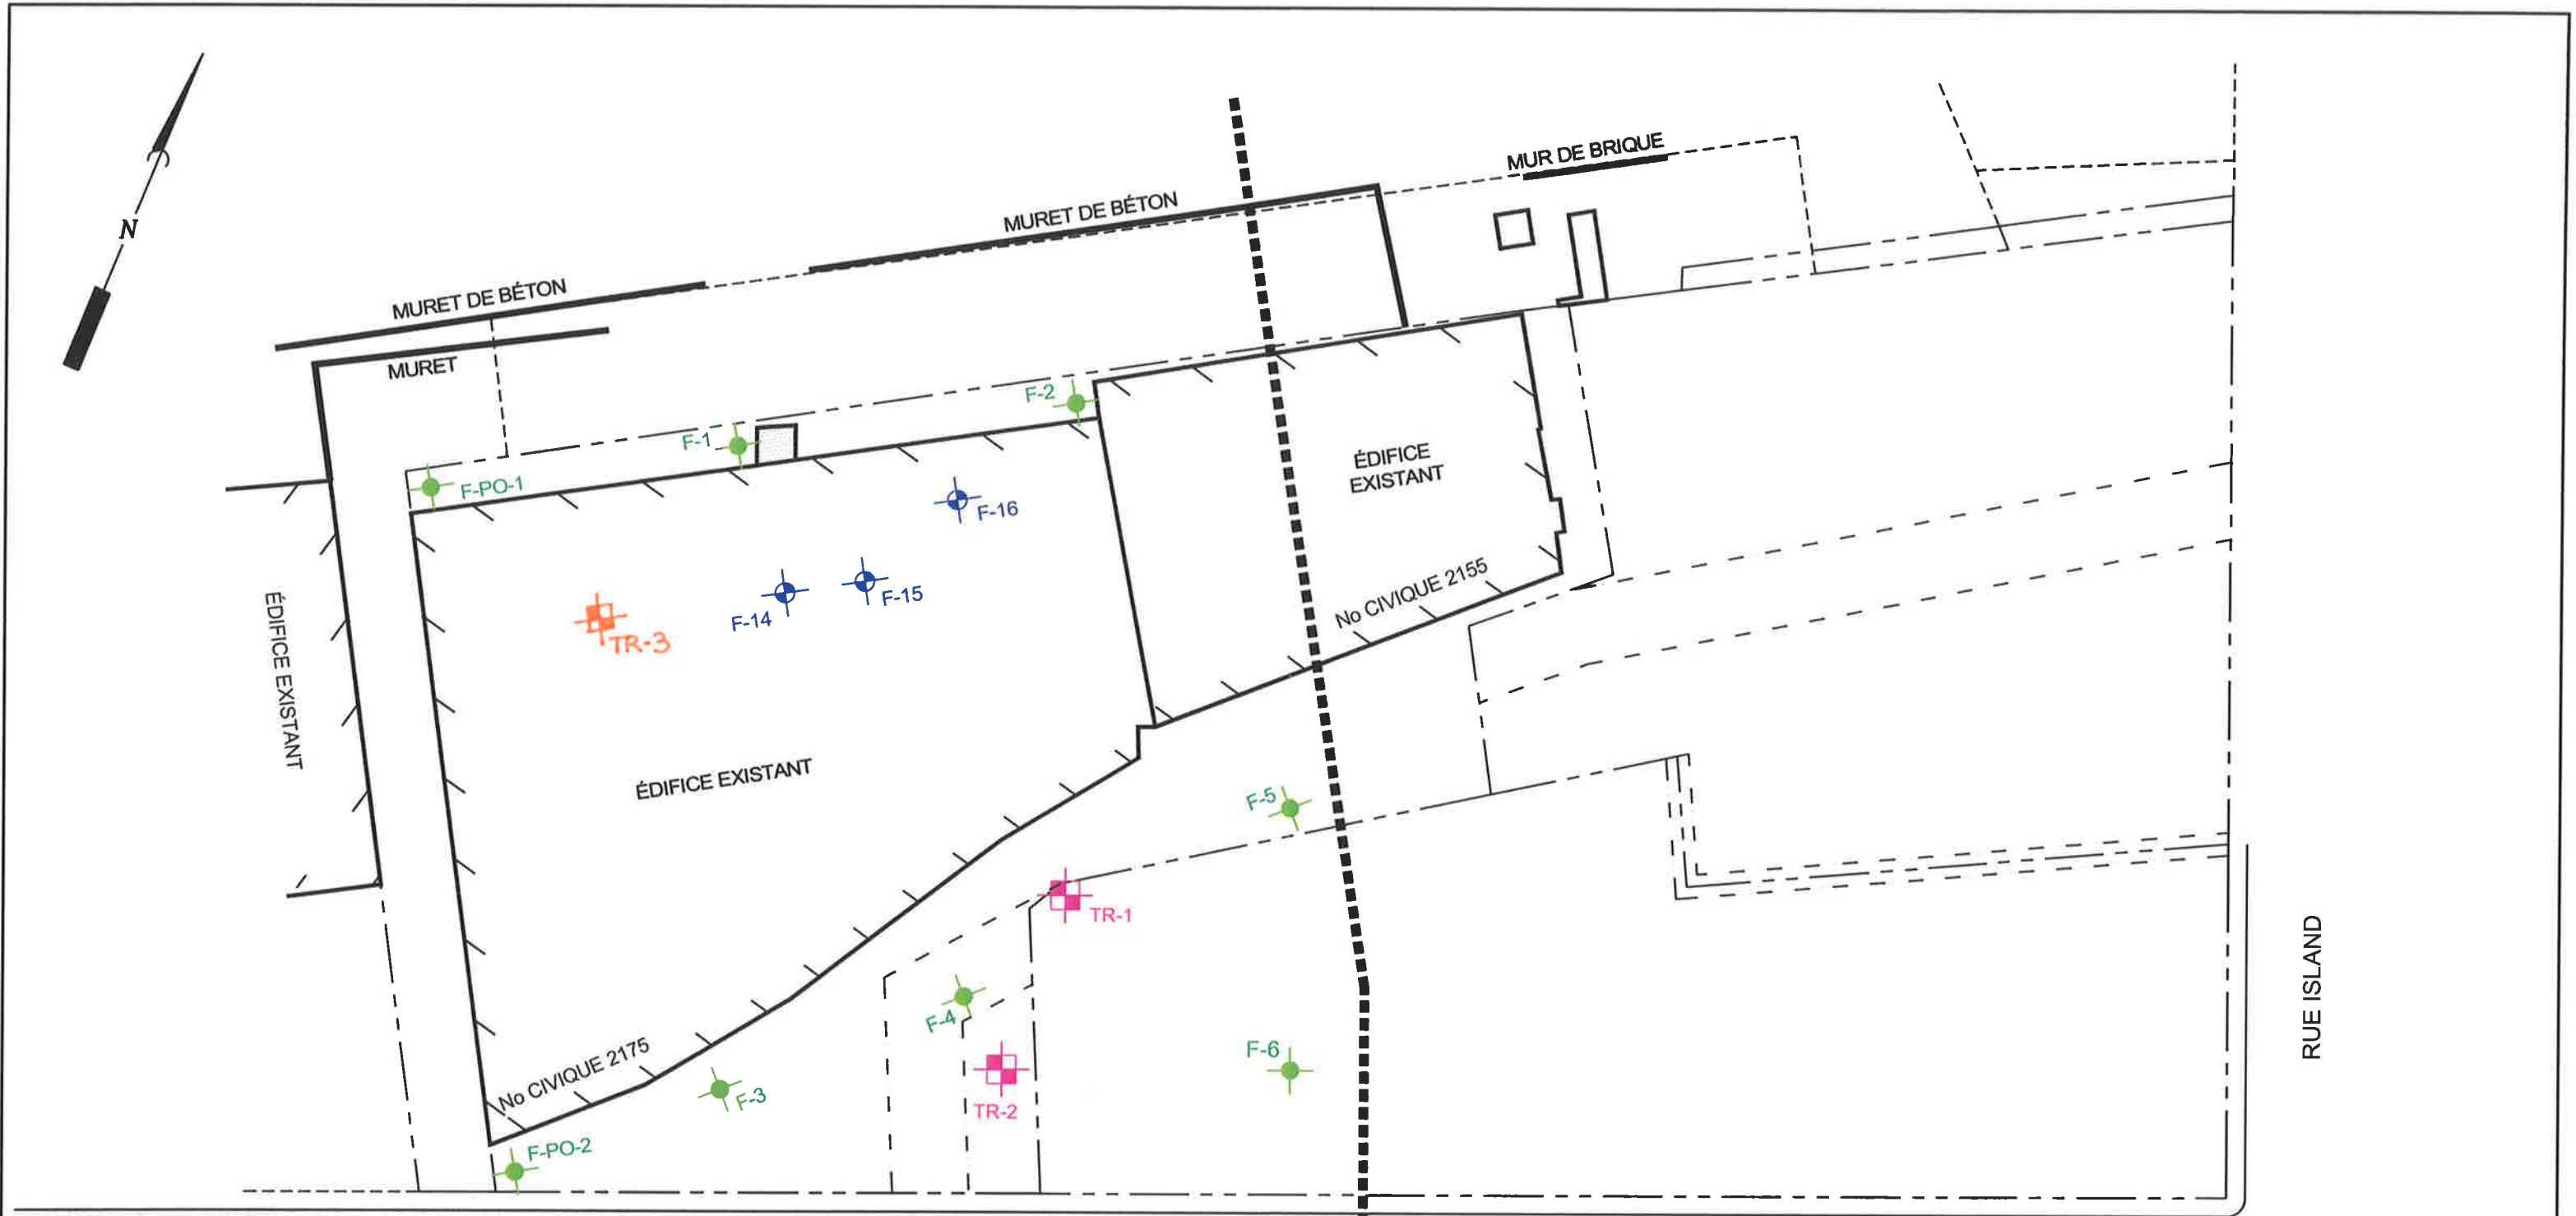 MUR DE BRIQUE
MURET DE BÉTON
N
MURET DE BÉTON
MURET
F-2
F-1
F-PO-1
ÉDIFICE
EXISTANT
F-16
F-15
F-14
No CIVIQUE 2155
TR-3
ÉDIFICE EXISTANT
ÉDIFICE EXISTANT
F-5
TR-1
RUE ISLAND
F-4
F-6
No CIVIQUE 2175
F-3
TR-2
F-PO-2